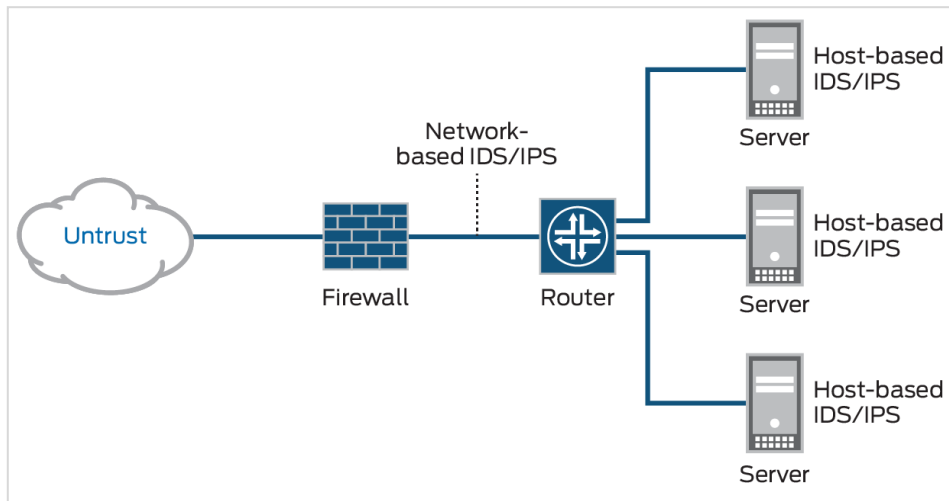 Host-based
IDS/IPS
Server
Network-
based IDS/IPS
Untrust
Firewall
Router
Host-based
IDS/IPS
Server
Host-based
IDS/IPS
Server